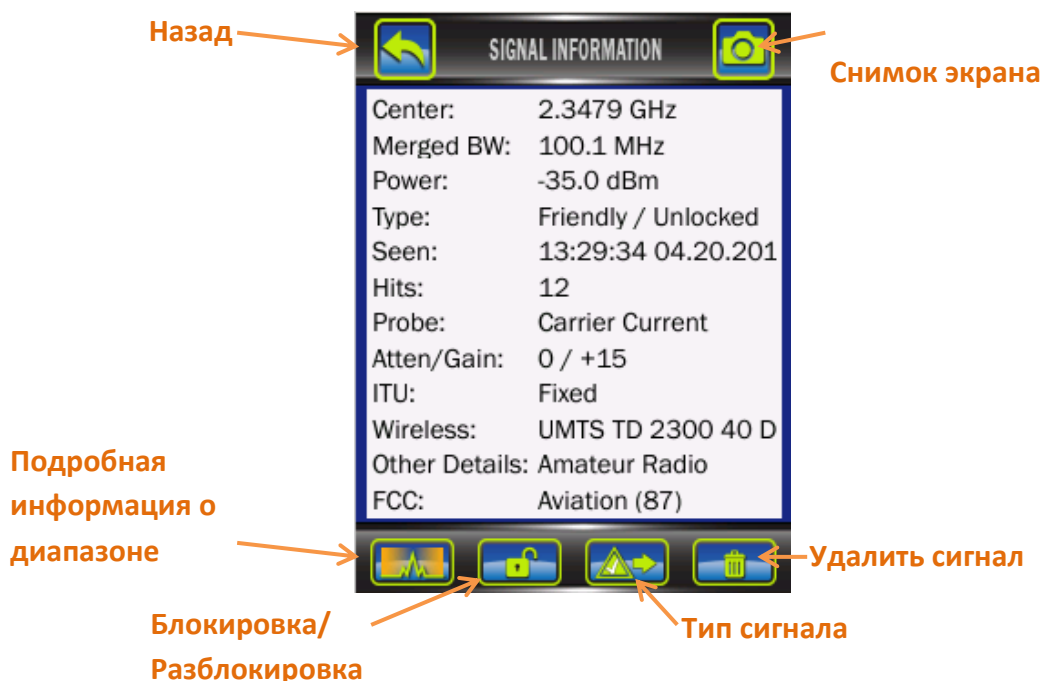 Назад
SIGNAL INFORMATION
Снимок экрана
Center: 2.3479 GHz
Merged BW: 100.1 MHz
Power: -35.0 dBm
Type: Friendly / Unlocked
Seen: 13:29:34 04.20.201
Hits: 12
Probe: Carrier Current
Atten/Gain: 0 / +15
ITU: Fixed
Wireless: UMTS TD 2300 40 D
Other Details: Amateur Radio
FCC: Aviation (87)
Подробная
информация о
диапазоне
Удалить сигнал
Блокировка/
Разблокировка
Тип сигнала